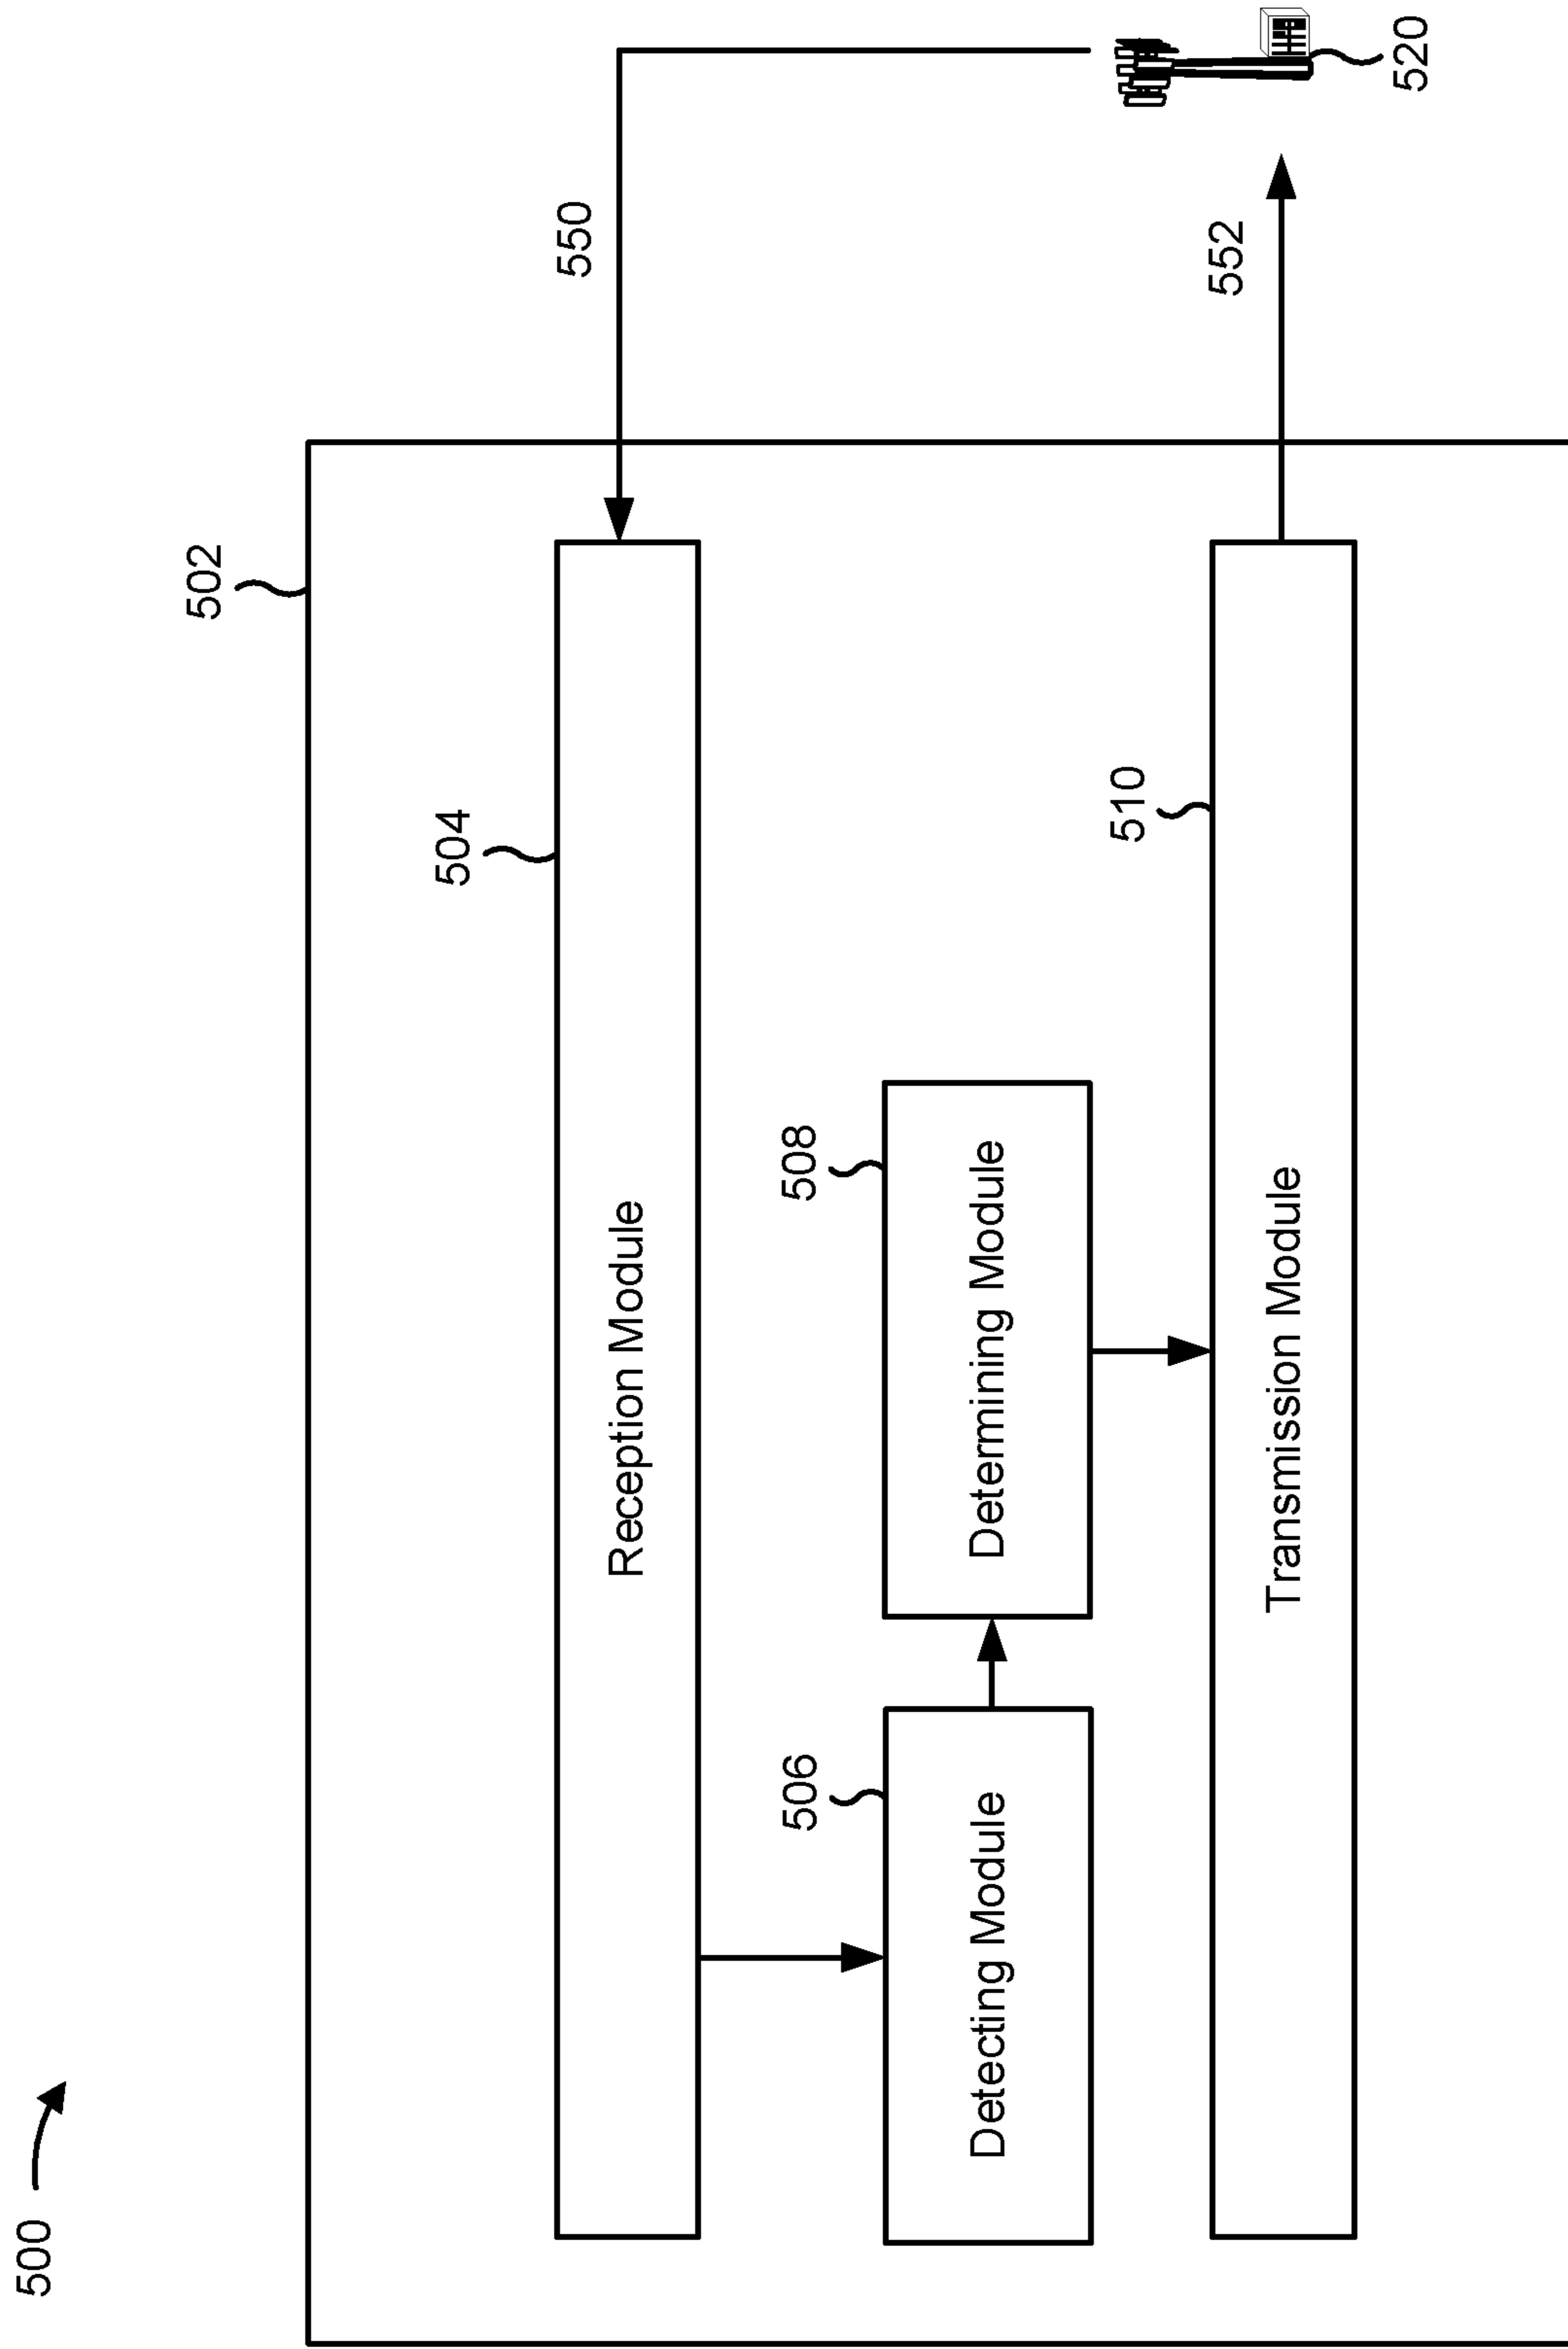 500
502
550
504
Reception Module
506
508
Detecting Module
Determining Module
510
552
Transmission Module
520